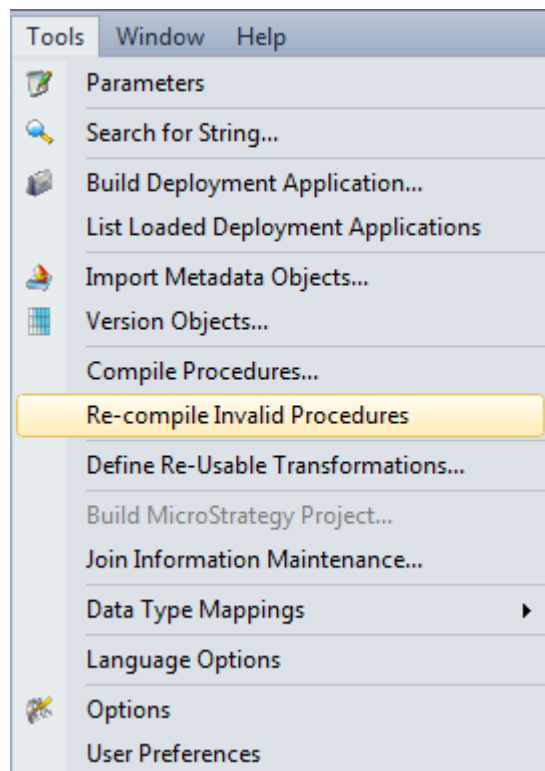 Tools Window Help
Parameters
Search for String...
Build Deployment Application...
List Loaded Deployment Applications
Import Metadata Objects...
Version Objects...
Compile Procedures...
Re-compile Invalid Procedures
Define Re-Usable Transformations...
Build MicroStrategy Project...
Join Information Maintenance...
Data Type Mappings
Language Options
Options
User Preferences